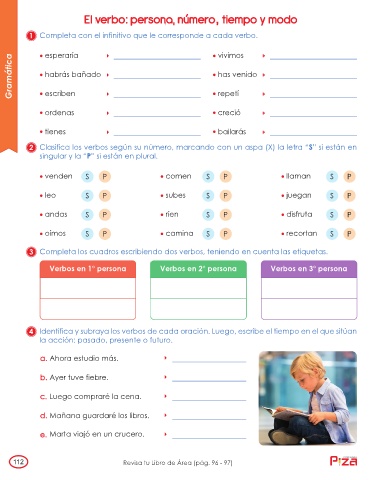 El verbo: persona, número, tiempo y modo
Gramática
1 Completa con el infinitivo que le corresponde a cada verbo.
• esperaría • vivimos
• habrás bañado • has venido
• escriben • repetí
• ordenas • creció
• tienes • bailarás
2 Clasifica los verbos según su número, marcando con un aspa (X) la letra "S" si están en
singular y la "P" si están en plural.
• venden S P • comen S P • llaman S P
• leo S P • subes S P • juegan S P
• andas S P • ríen S P • disfruta S P
• oímos S P • camina S P • recortan S P
3 Completa los cuadros escribiendo dos verbos, teniendo en cuenta las etiquetas.
Verbos en 1° persona Verbos en 2° persona Verbos en 3° persona
4 Identifica y subraya los verbos de cada oración. Luego, escribe el tiempo en el que sitúan
la acción: pasado, presente o futuro.
a. Ahora estudio más.
b. Ayer tuve fiebre.
c. Luego compraré la cena.
d. Mañana guardaré los libros.
e. Marta viajó en un crucero.
112 Revisa tu Libro de Área (pág. 96 - 97)